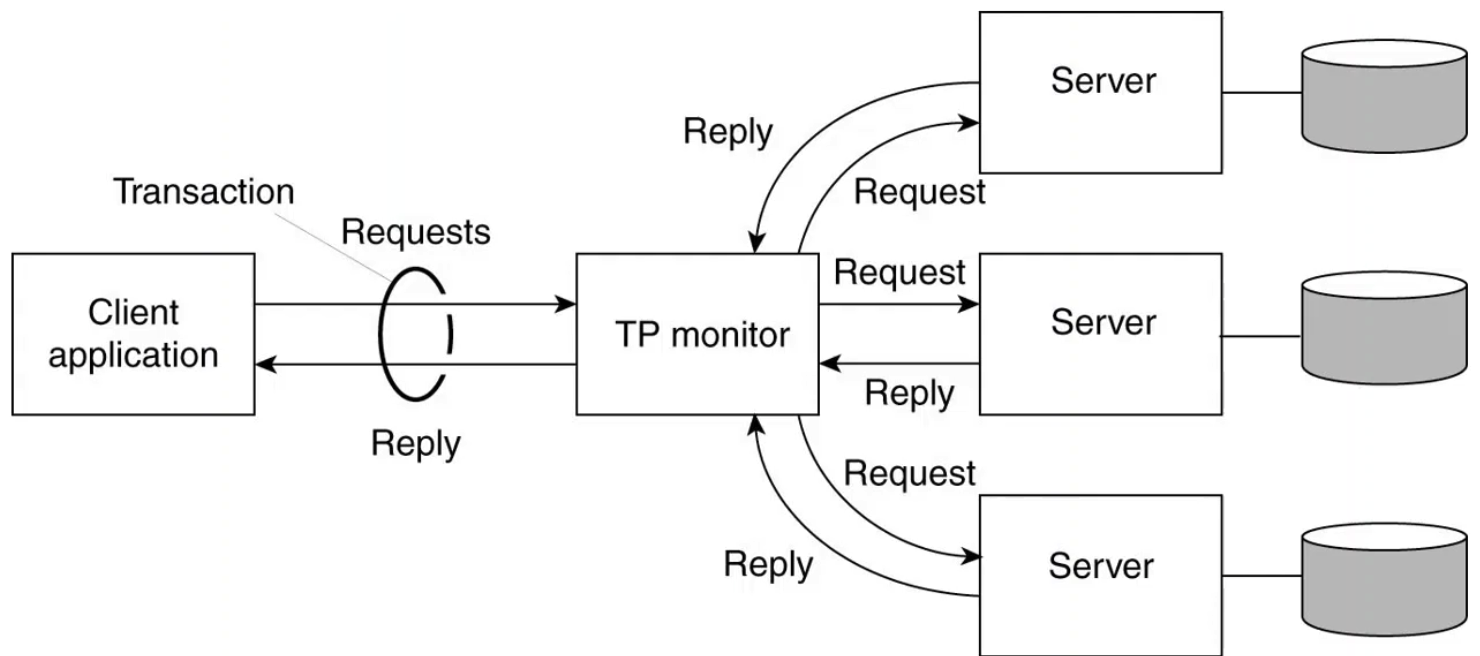 Server
Reply
Transaction
Request
Requests
Client
application
TP monitor
Request
Server
Reply
Reply
Request
Reply
Server